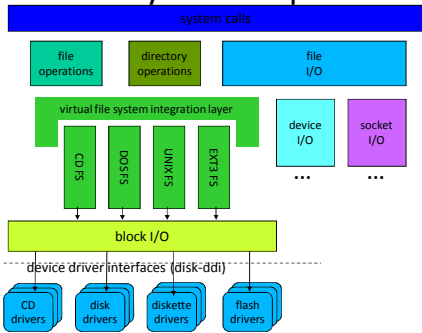 system calls
file
operations
directory
operations
file
I/O
virtual file system integration layer
device
I/O
socket
I/O
CD FS
DOS FS
UNIX FS
EXT3 FS
...
...
block I/O
device driver interfaces (disk-ddi)
CD
drivers
disk
drivers
diskette
drivers
flash
drivers